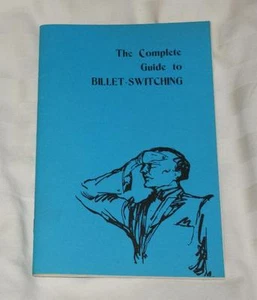 The Complete
Guide to
BILLET-SWITCHING